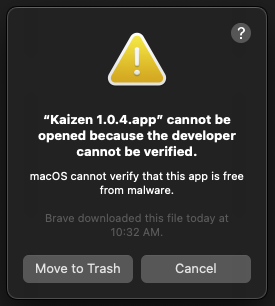 ?
“Kaizen 1.0.4.app” cannot be
opened because the developer
cannot be verified.
macOS cannot verify that this app is free
from malware.
Brave downloaded this file today at
10:32 AM.
Move to Trash
Cancel